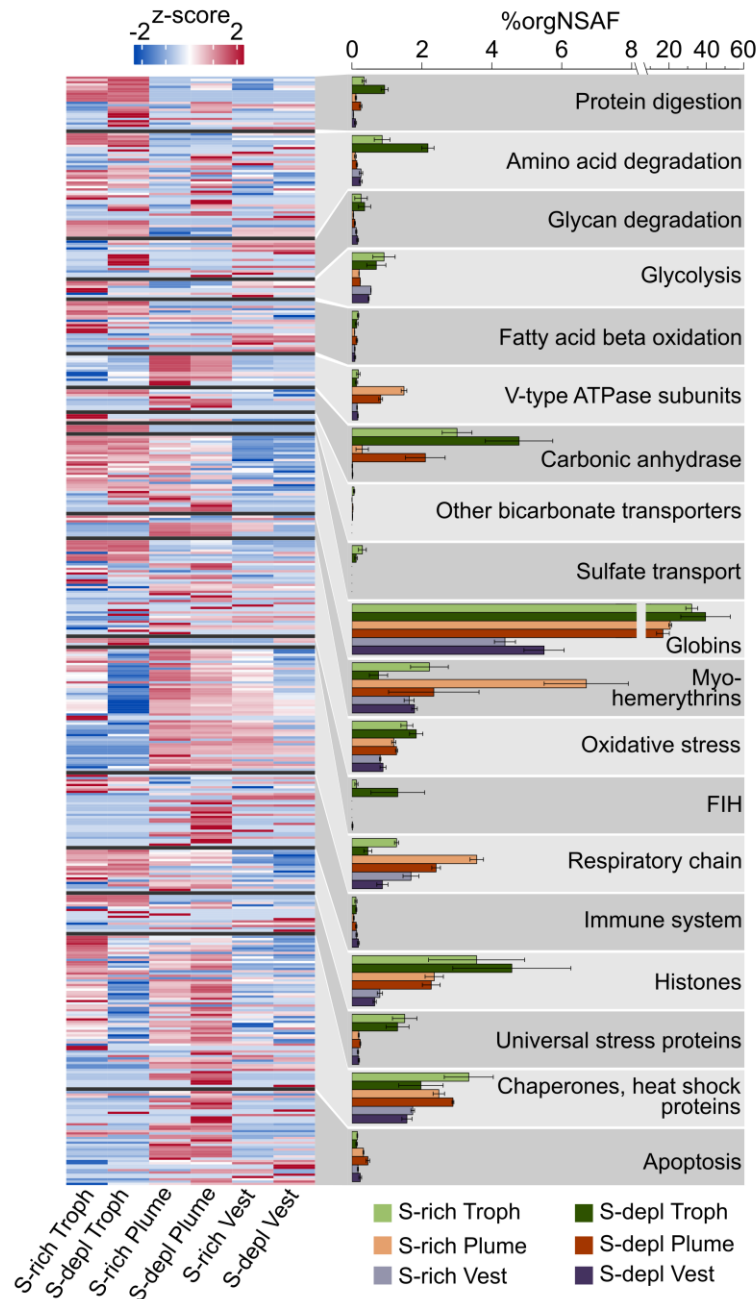 z-score
-2 2
%orgNSAF
0 2 4 6 8 20 40 60
Protein digestion
Amino acid degradation
Glycan degradation
Glycolysis
Fatty acid beta oxidation
V-type ATPase subunits
Carbonic anhydrase
Other bicarbonate transporters
Sulfate transport
Globins
Myo-
hemerythrins
Oxidative stress
FIH
Respiratory chain
Immune system
Histones
Universal stress proteins
Chaperones, heat shock
proteins
Apoptosis
S-rich Troph
S-depl Troph
S-rich Plume
S-depl Plume
S-rich Vest
S-depl Vest
S-rich Troph S-depl Troph
S-rich Plume S-depl Plume
S-rich Vest S-depl Vest